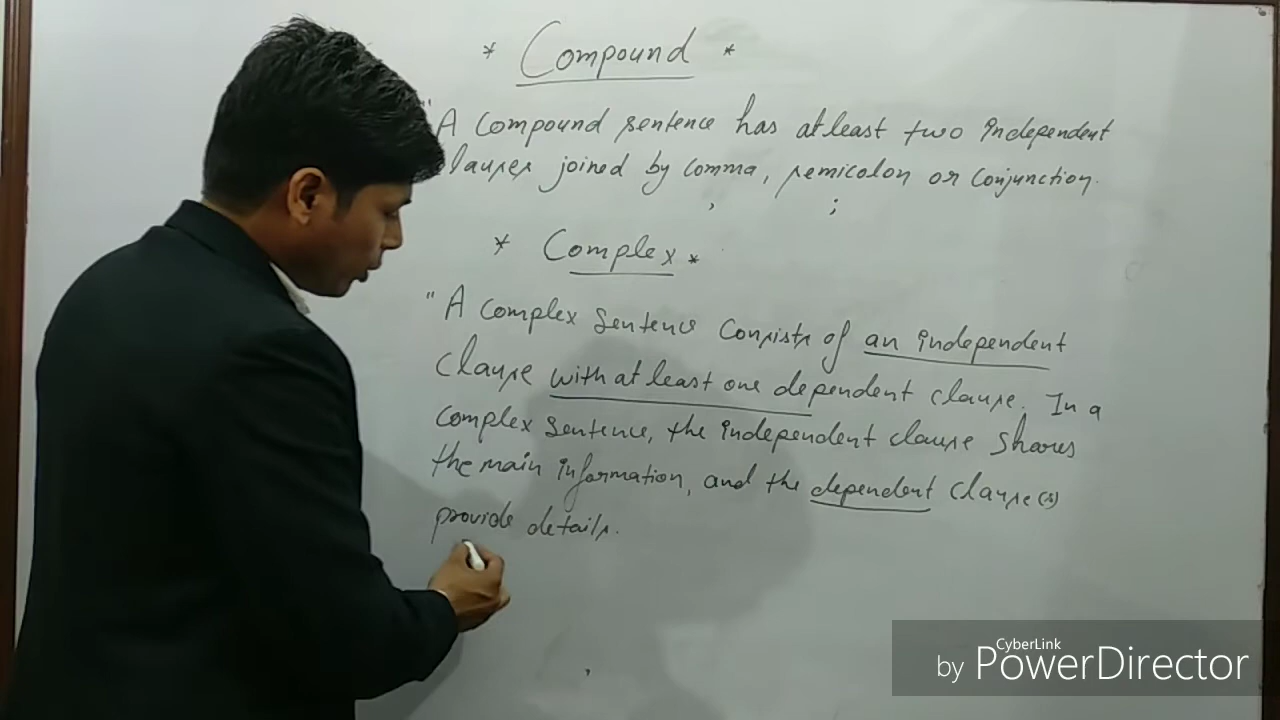 * Compound *
"A Compound sentence has atleast two independent
clauses joined by comma, semicolon or conjunction.
, ;
* Complex *
"A complex sentence consists of an independent
clause with at least one dependent clause. In a
complex sentence, the independent clause shares
the main information, and the dependent clause(s)
provide details.
CyberLink
by PowerDirector